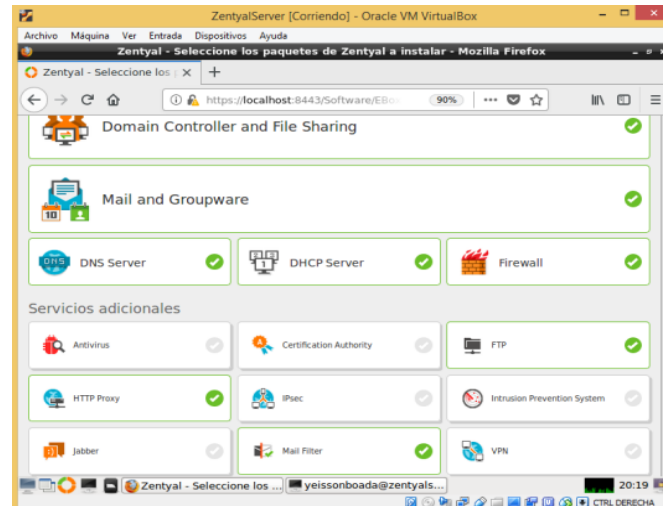 ZentyalServer [Corriendo] - Oracle VM VirtualBox
Archivo Máquina Ver Entrada Dispositivos Ayuda
Zentyal - Seleccione los paquetes de Zentyal a instalar - Mozilla Firefox
Zentyal - Seleccione los
https://localhost:8443/Software/EBo 90%
Domain Controller and File Sharing
10 Mail and Groupware
DNS DNS Server 1 DHCP Server Firewall
Servicios adicionales
Antivirus Certification Authority FTP
HTTP Proxy IPsec Intrusion Prevention System
Jabber Mail Filter VPN
Zentyal - Seleccione los ... yeissonboada@zentyals... 20:19
CTRL DERECHA